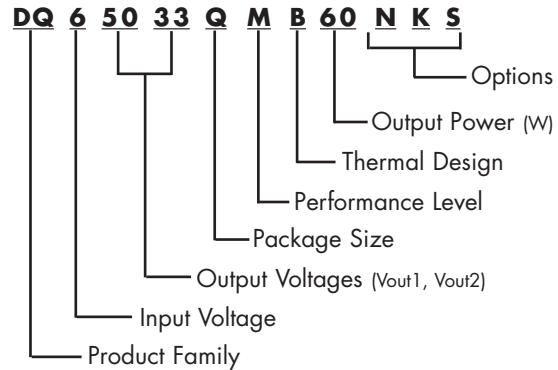 DQ 6 50 33 Q M B 60 N K S
Options
Output Power (W)
Thermal Design
Performance Level
Package Size
Output Voltages (Vout1, Vout2)
Input Voltage
Product Family